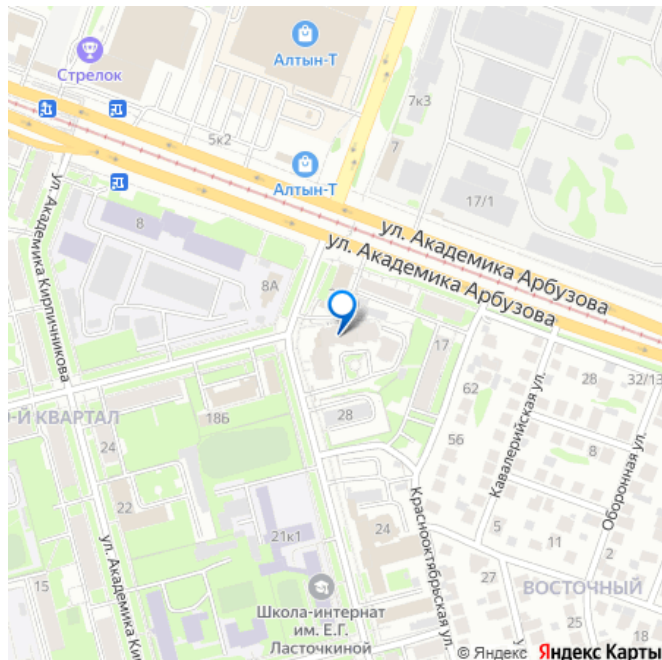 Алтын-Т
Стрелок
7к3
5к2
7
Алтын-Т
17/1
ул. Академика Кирпичникова
8
ул. Академика Арбузова
ул. Академика Арбузова
8А
17
62
28
32/13
Й КВАРТАЛ
18Б
28
24
56
Кавалерийская ул.
8
Оборонная ул.
22
Краснооктябрьская ул.
5
11
21к1
24
2
ул. Академика Ки
15
27
ВОСТОЧНЫЙ
Школа-интернат
им. Е.Г.
Ласточкиной
25
18
© Яндекс Яндекс Карты